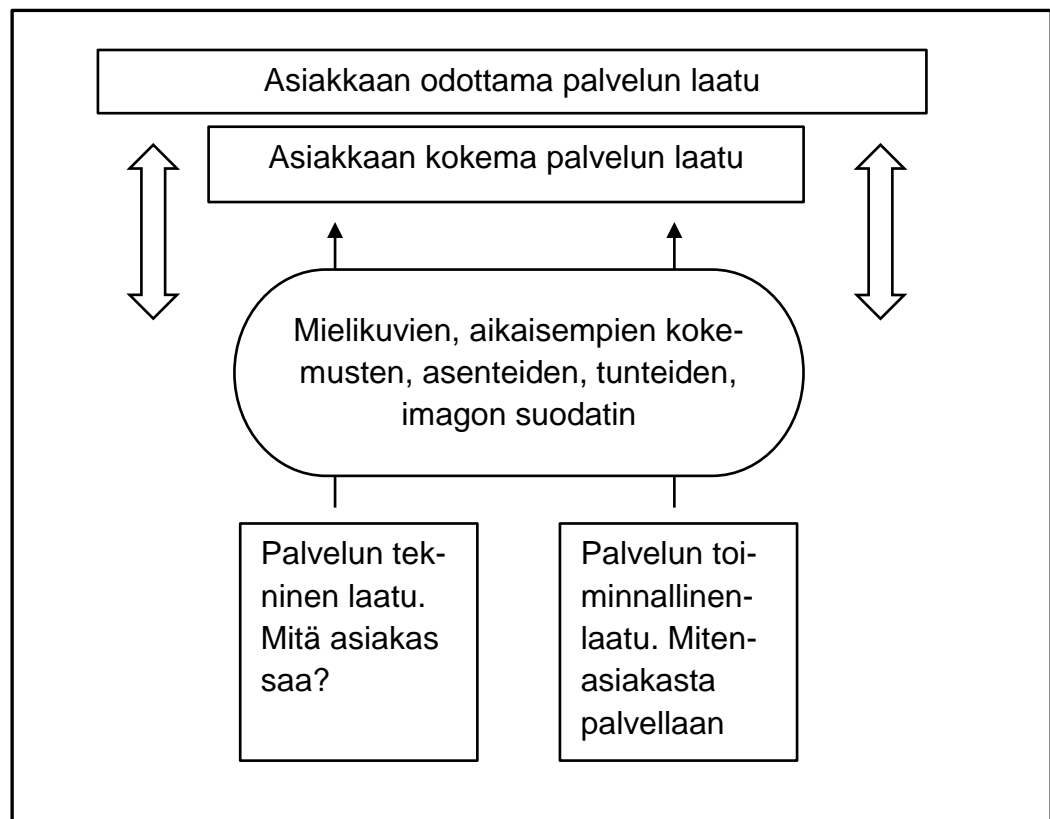 Asiakkaan odottama palvelun laatu
Asiakkaan kokema palvelun laatu
Mielikuvien, aikaisempien koke-
musten, asenteiden, tunteiden,
imagon suodatin
Palvelun tek-
ninen laatu.
Mitä asiakas
saa?
Palvelun toi-
minnallinen-
laatu. Miten-
asiakasta
palvellaan